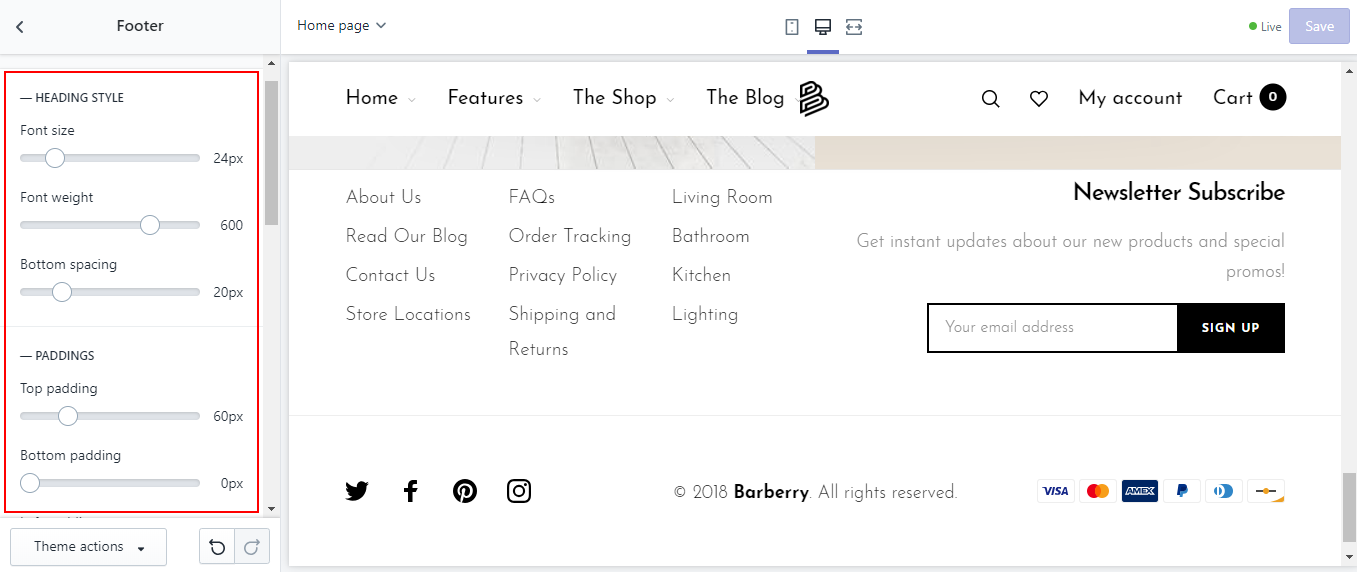 Footer
Home page
Live
Save
— HEADING STYLE
Font size
24px
Font weight
600
Bottom spacing
20px
— PADDINGS
Top padding
60px
Bottom padding
0px
Theme actions
Home
Features
The Shop
The Blog
My account
Cart 0
About Us
Read Our Blog
Contact Us
Store Locations
FAQs
Order Tracking
Privacy Policy
Shipping and
Returns
Living Room
Bathroom
Kitchen
Lighting
Newsletter Subscribe
Get instant updates about our new products and special
promos!
Your email address
SIGN UP
© 2018 Barberry. All rights reserved.
VISA
AMEX